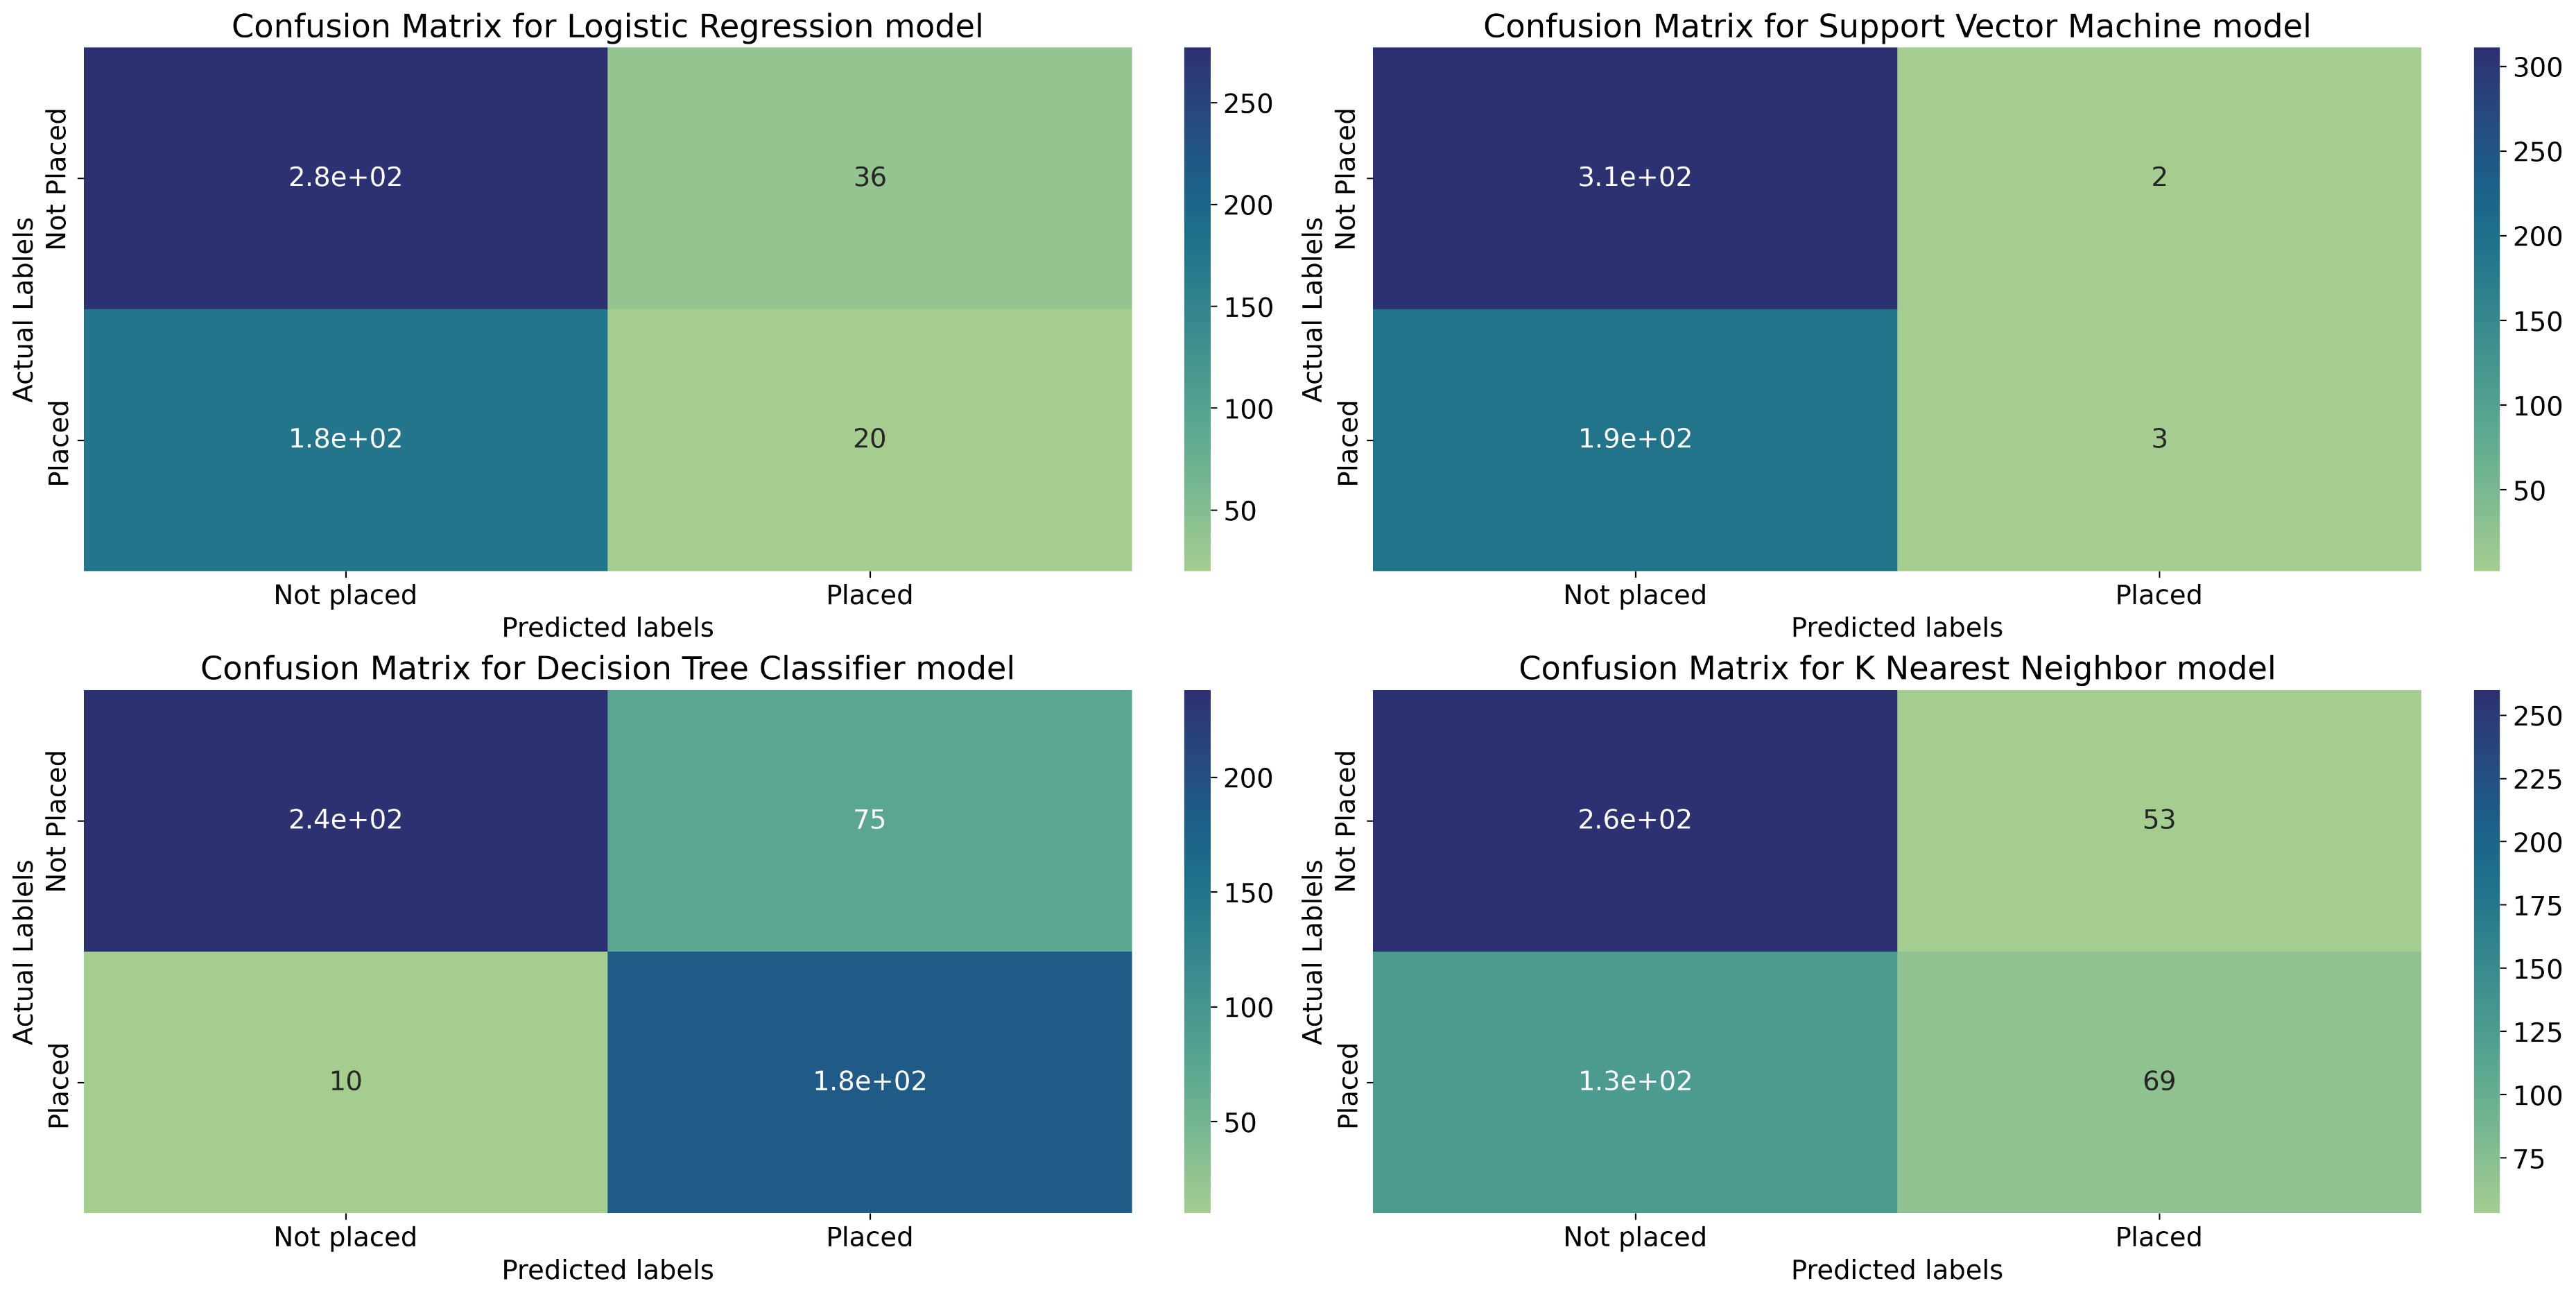 Confusion Matrix for Logistic Regression model
Actual Lablels
Not Placed
Placed
2.8e+02
36
1.8e+02
20
Not placed
Placed
Predicted labels
250
200
150
100
50
Confusion Matrix for Support Vector Machine model
Actual Lablels
Not Placed
Placed
3.1e+02
2
1.9e+02
3
Not placed
Placed
Predicted labels
300
250
200
150
100
50
Confusion Matrix for Decision Tree Classifier model
Actual Lablels
Not Placed
Placed
2.4e+02
75
10
1.8e+02
Not placed
Placed
Predicted labels
200
150
100
50
Confusion Matrix for K Nearest Neighbor model
Actual Lablels
Not Placed
Placed
2.6e+02
53
1.3e+02
69
Not placed
Placed
Predicted labels
250
225
200
175
150
125
100
75